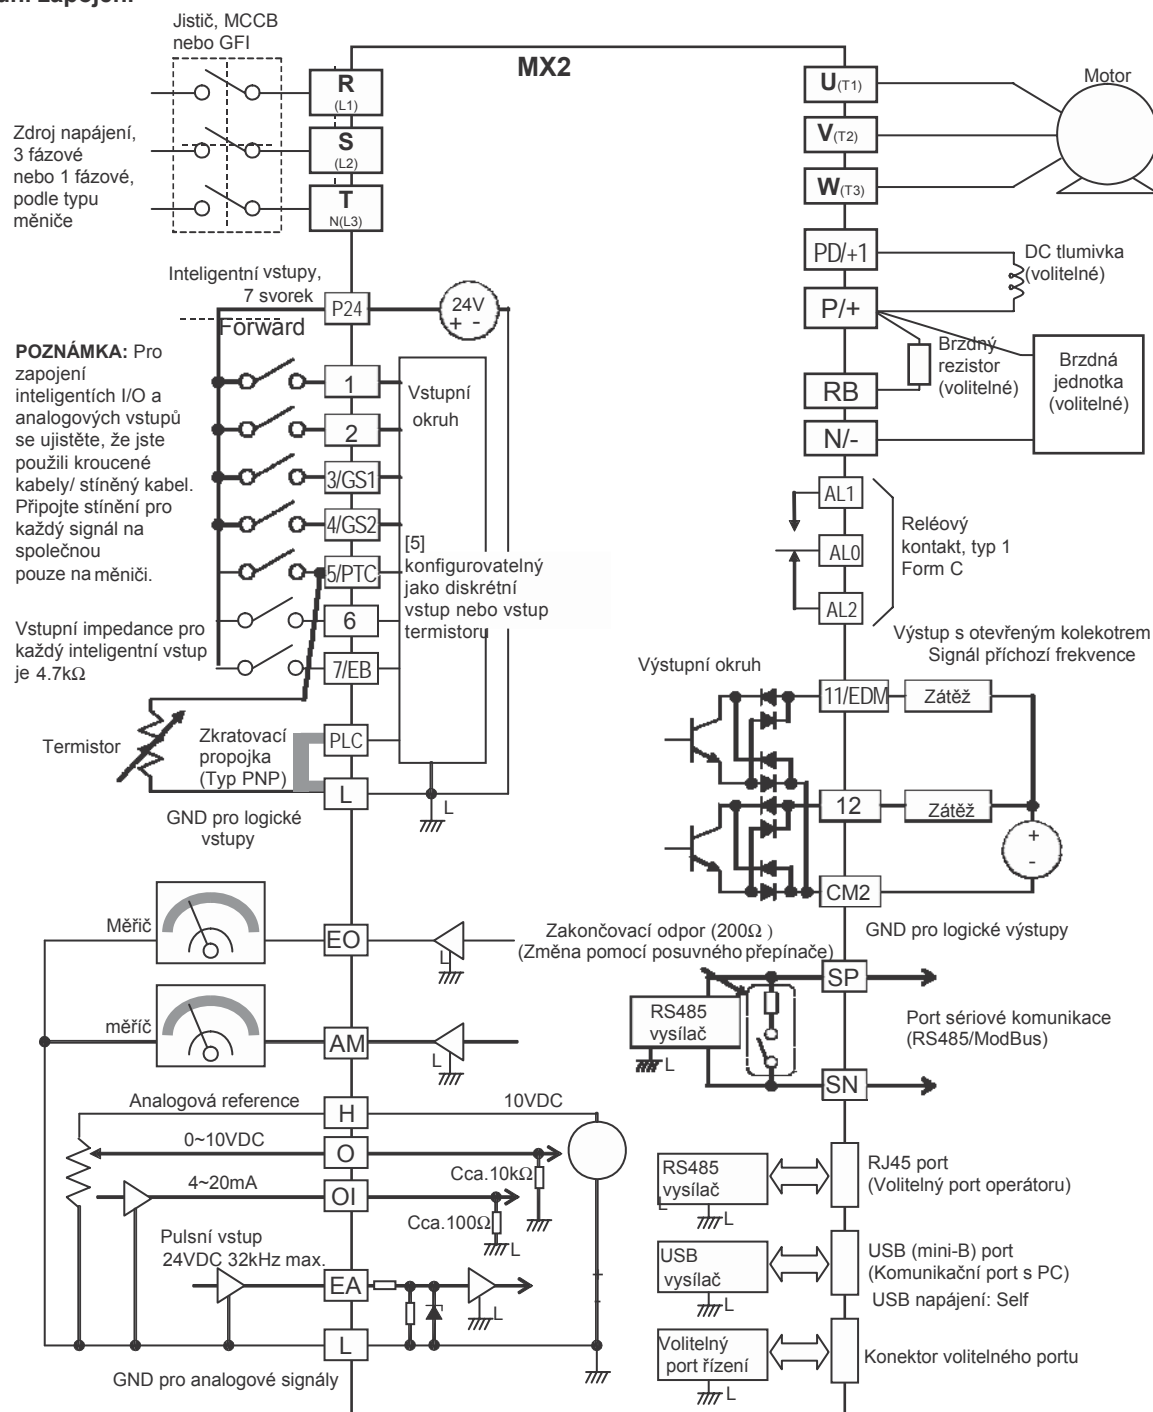 Jistič, MCCB
nebo GFI
MX2
R
(L1)
S
(L2)
T
N(L3)
Zdroj napájení,
3 fázové
nebo 1 fázové,
podle typu
měniče
U(T1)
V(T2)
W(T3)
Motor
PD/+1
P/+
DC tlumivka
(volitelné)
Brzdný
rezistor
(volitelné)
Brzdná
jednotka
(volitelné)
RB
N/-
Inteligentní vstupy,
7 svorek
P24
24V
+ -
Forward
POZNÁMKA: Pro
zapojení
inteligentích I/O a
analogových vstupů
se ujistěte, že jste
použili kroucené
kabely/ stíněný kabel.
Připojte stínění pro
každý signál na
společnou
pouze na měniči.
Vstupní impedance pro
každý inteligentní vstup
je 4.7kΩ
1
2
3/GS1
4/GS2
5/PTC
6
7/EB
PLC
L
Vstupní
okruh
[5]
konfigurovatelný
jako diskrétní
vstup nebo vstup
termistoru
L
Termistor
Zkratovací
propojka
(Typ PNP)
GND pro logické
vstupy
AL1
AL0
AL2
Reléový
kontakt, typ 1
Form C
Výstup s otevřeným kolekotrem
Signál příchozí frekvence
Výstupní okruh
11/EDM
Zátěž
12
Zátěž
+
-
CM2
GND pro logické výstupy
Měřič
EO
L
měříč
AM
L
Zakončovací odpor (200Ω )
(Změna pomocí posuvného přepínače)
SP
RS485
vysílač
L
SN
Port sériové komunikace
(RS485/ModBus)
Analogová reference
H
10VDC
0~10VDC
O
Cca.10kΩ
4~20mA
OI
Cca.100Ω
L
Pulsní vstup
24VDC 32kHz max.
EA
L
L
GND pro analogové signály
RS485
vysílač
L
L
RJ45 port
(Volitelný port operátoru)
USB
vysílač
L
USB (mini-B) port
(Komunikační port s PC)
USB napájení: Self
Volitelný
port řízení
L
Konektor volitelného portu